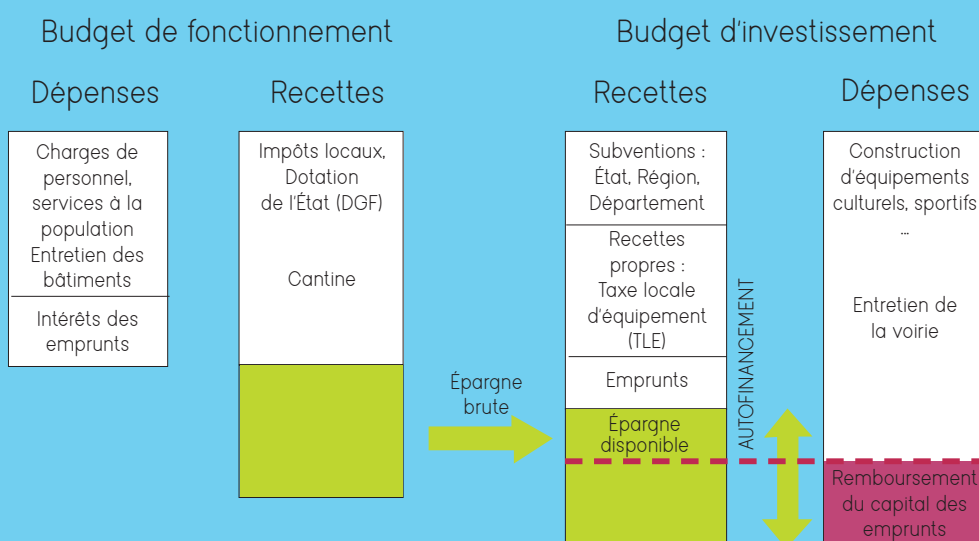 Budget de fonctionnement
Dépenses
Charges de
personnel,
services à la
population
Entretien des
bâtiments
Intérêts des
emprunts
Recettes
Impôts locaux,
Dotation
de l'État (DGF)
Cantine
Épargne
brute
Budget d'investissement
Recettes
Subventions :
État, Région,
Département
Recettes
propres :
Taxe locale
d'équipement
(TLE)
Emprunts
Épargne
disponible
AUTOFINANCEMENT
Dépenses
Construction
d'équipements
culturels, sportifs
...
Entretien de
la voirie
Remboursement
du capital des
emprunts